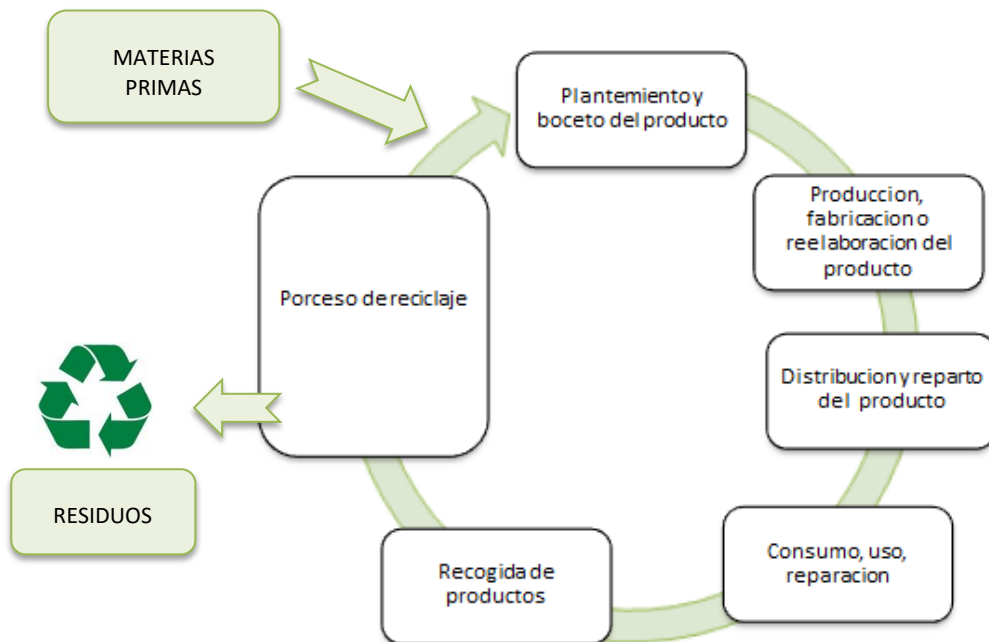 MATERIAS
PRIMAS
Plantemiento y
boceto del producto
Produccion,
fabricacion o
reelaboracion del
producto
Distribucion y reparto
del producto
Consumo, uso,
reparacion
Recogida de
productos
Porceso de reciclaje
RESIDUOS